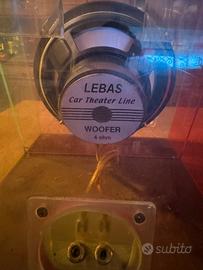 LEBAS
Car Theater Line
WOOFER
4 ohm
subito